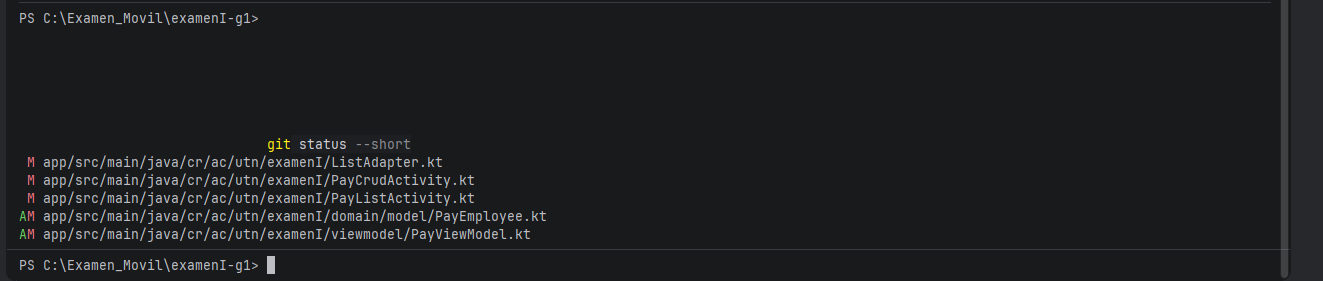 PS C:\Examen_Movil\examenI-g1>
git status --short
 M app/src/main/java/cr/ac/utn/examenI/ListAdapter.kt
 M app/src/main/java/cr/ac/utn/examenI/PayCrudActivity.kt
 M app/src/main/java/cr/ac/utn/examenI/PayListActivity.kt
AM app/src/main/java/cr/ac/utn/examenI/domain/model/PayEmployee.kt
AM app/src/main/java/cr/ac/utn/examenI/viewmodel/PayViewModel.kt
PS C:\Examen_Movil\examenI-g1>